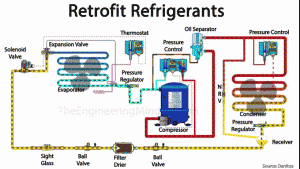 Retrofit Refrigerants
Oil Separator
Thermostat
Pressure Control
Expansion Valve
Pressure
Control
Solenoid
Valve
Pressure
Regulator
Evaporator
N
R
V
TheEngineeringMin
Condenser
Compressor
Pressure
Regulator
Receiver
Sight
Glass
Ball
Valve
Filter
Drier
Ball
Valve
Source: Danfoss